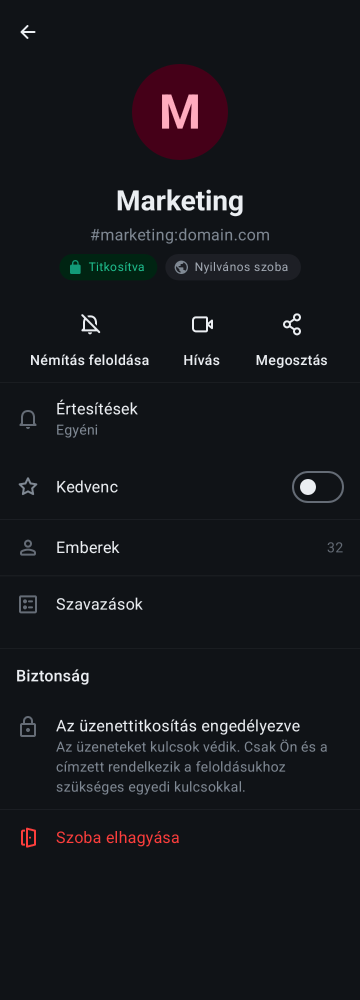 M
Marketing
#marketing:domain.com
Titkosítva
Nyilvános szoba
Némítás feloldása
Hívás
Megosztás
Értesítések
Egyéni
Kedvenc
Emberek
32
Szavazások
Biztonság
Az üzenettitkosítás engedélyezve
Az üzeneteket kulcsok védik. Csak Ön és a
címzett rendelkezik a feloldásukhoz
szükséges egyedi kulcsokkal.
Szoba elhagyása